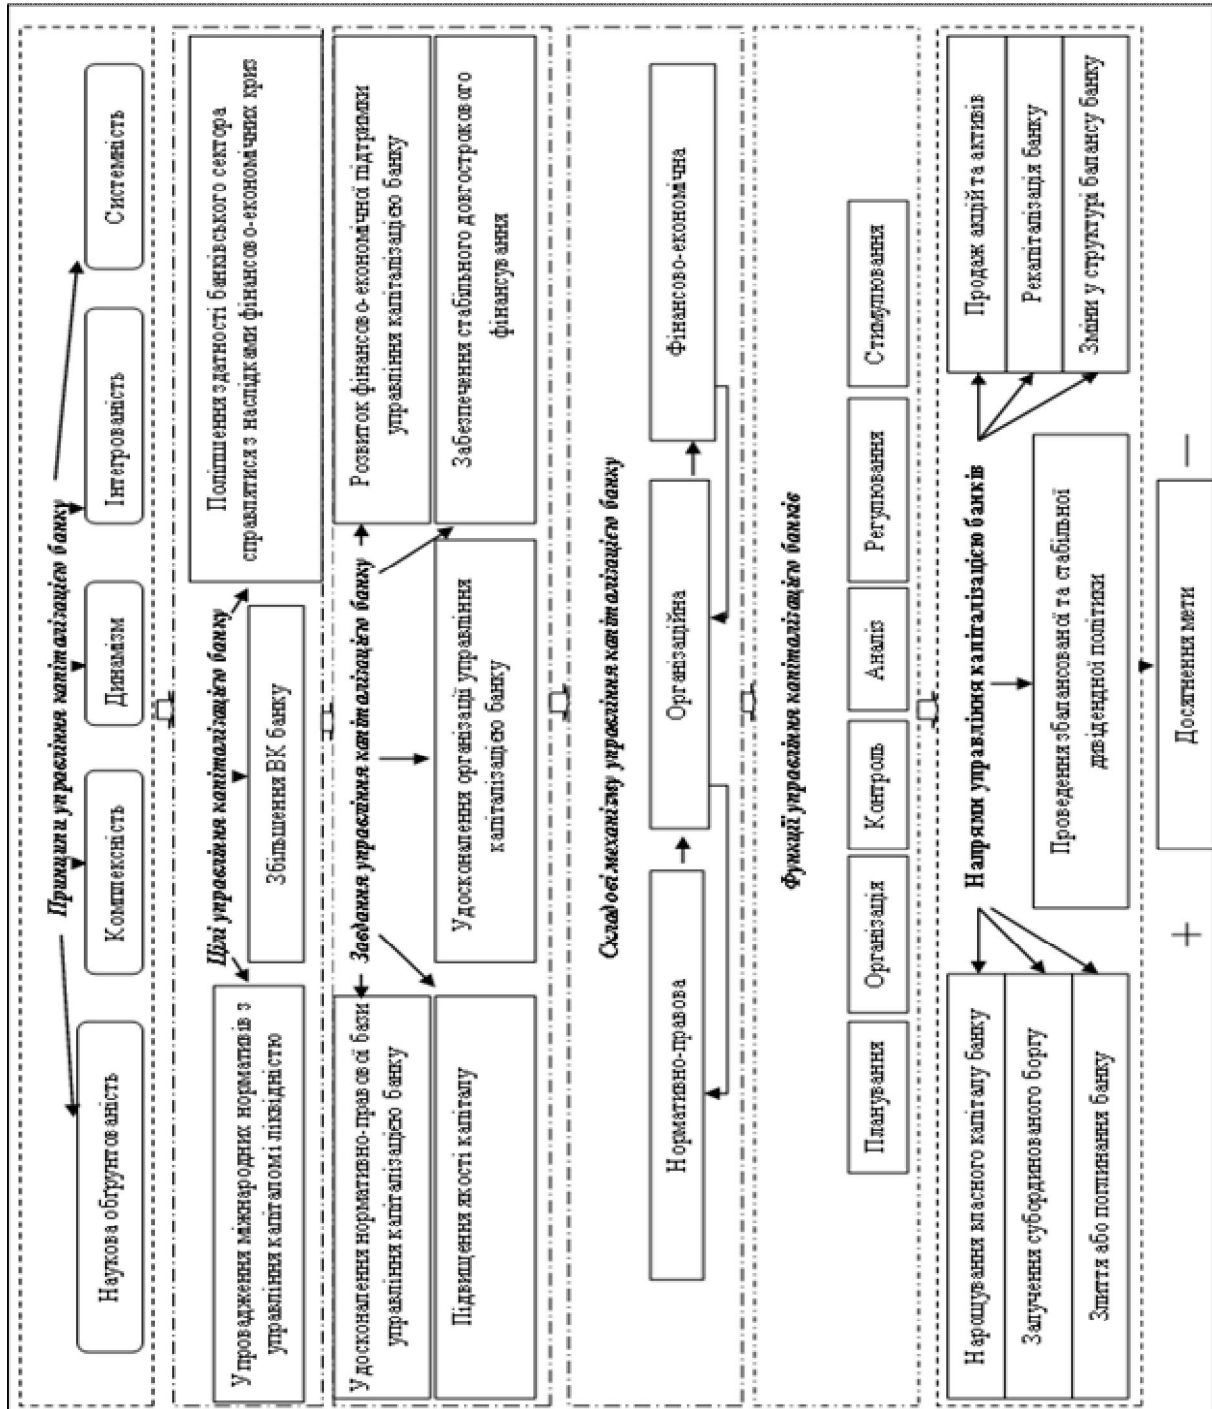 Принципи управління капіталізацією банку
Наукова обґрунтованість
Комплексність
Динамізм
Інтегрованість
Системність
Цілі управління капіталізацією банку
Упровадження міжнародних нормативів з
управління капіталом і ліквідністю
Збільшення ВК банку
Поліпшення здатності банківського сектора
справлятися з наслідками фінансово-економічних криз
Завдання управління капіталізацією банку
Удосконалення нормативно-правової бази
управління капіталізацією банку
Підвищення якості капіталу
Удосконалення організації управління
капіталізацією банку
Розвиток фінансово-економічної підтримки
управління капіталізацією банку
Забезпечення стабільного довгострокового
фінансування
Складові механізму управління капіталізацією банку
Нормативно-правова
Організаційна
Фінансово-економічна
Функції управління капіталізацією банків
Планування
Організація
Контроль
Аналіз
Регулювання
Стимулювання
Напрями управління капіталізацією банків
Нарощування власного капіталу банку
Залучення субординованого боргу
Злиття або поглинання банку
Проведення збалансованої та стабільної
дивідендної політики
Продаж акцій та активів
Рекапіталізація банку
Зміни у структурі балансу банку
+
Досягнення мети
−